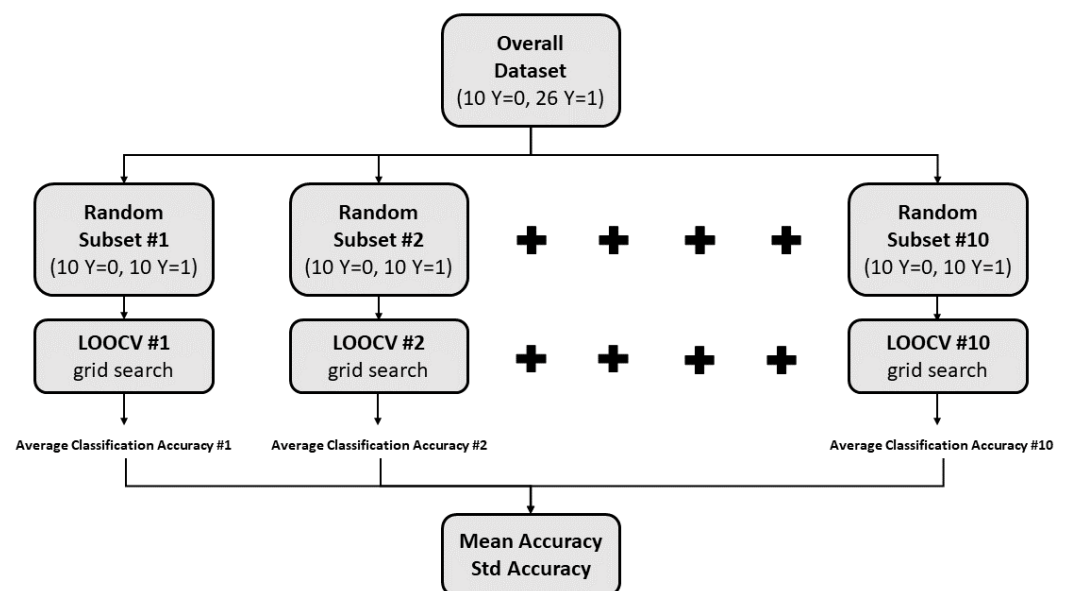 Overall
Dataset
(10 Y=0, 26 Y=1)
Random
Subset #1
(10 Y=0, 10 Y=1)
Random
Subset #2
(10 Y=0, 10 Y=1)
Random
Subset #10
(10 Y=0, 10 Y=1)
LOOCV #1
grid search
LOOCV #2
grid search
LOOCV #10
grid search
Average Classification Accuracy #1
Average Classification Accuracy #2
Average Classification Accuracy #10
Mean Accuracy
Std Accuracy